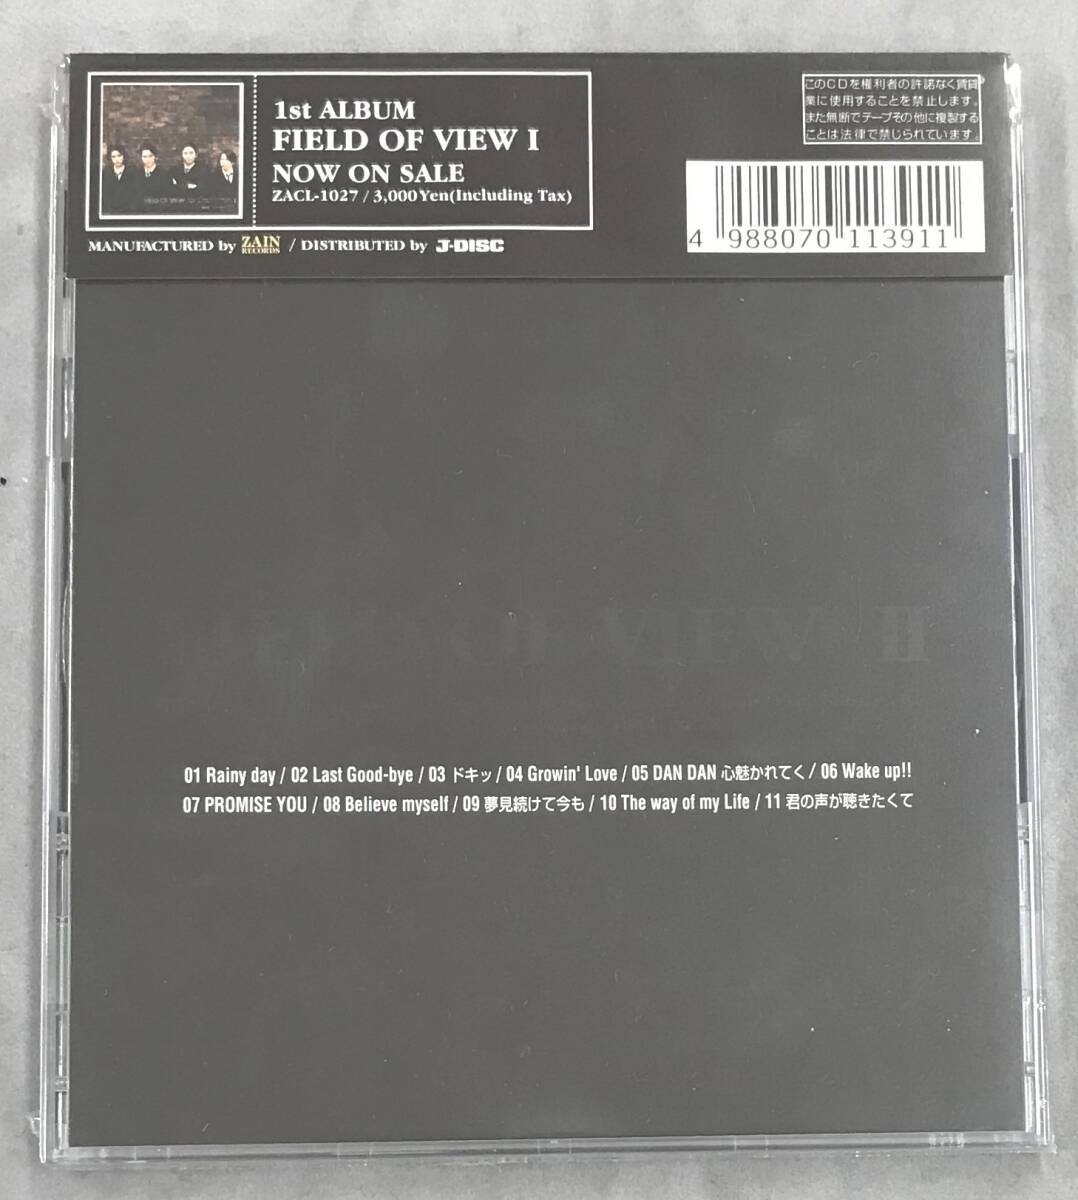 1st ALBUM
FIELD OF VIEW I
NOW ON SALE
ZACL-1027 / 3,000Yen(Including Tax)
MANUFACTURED by ZAIN RECORDS / DISTRIBUTED by J-DISC
このCDを権利者の許諾なく賃貸
業に使用することを禁止します。
また無断でテープその他に複製する
ことは法律で禁じられています。
4 988070 113911
VIEW II
01 Rainy day / 02 Last Good-bye / 03 ドキッ / 04 Growin' Love / 05 DAN DAN 心魅かれてく / 06 Wake up!!
07 PROMISE YOU / 08 Believe myself / 09 夢見続けて今も / 10 The way of my Life / 11 君の声が聴きたくて